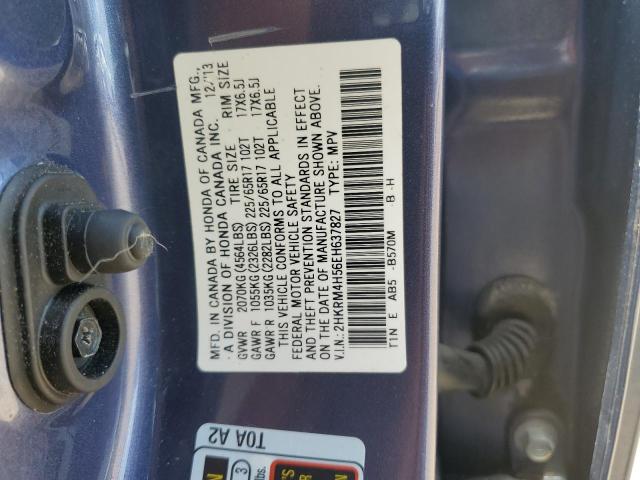 MFD. IN CANADA BY HONDA OF CANADA MFG.,
A DIVISION OF HONDA CANADA INC. 12/'13
TIRE SIZE RIM SIZE
GVWR 2070KG(4564LBS)
GAWR F 1055KG(2326LBS) 225/65R17 102T 17X6.5J
GAWR R 1035KG(2282LBS) 225/65R17 102T 17X6.5J
THIS VEHICLE CONFORMS TO ALL APPLICABLE
FEDERAL MOTOR VEHICLE SAFETY
AND THEFT PREVENTION STANDARDS IN EFFECT
ON THE DATE OF MANUFACTURE SHOWN ABOVE.
V.I.N.: 2HKRM4H56EH637827 TYPE: MPV
E AB5 -B570M B -H
T0A A2
3